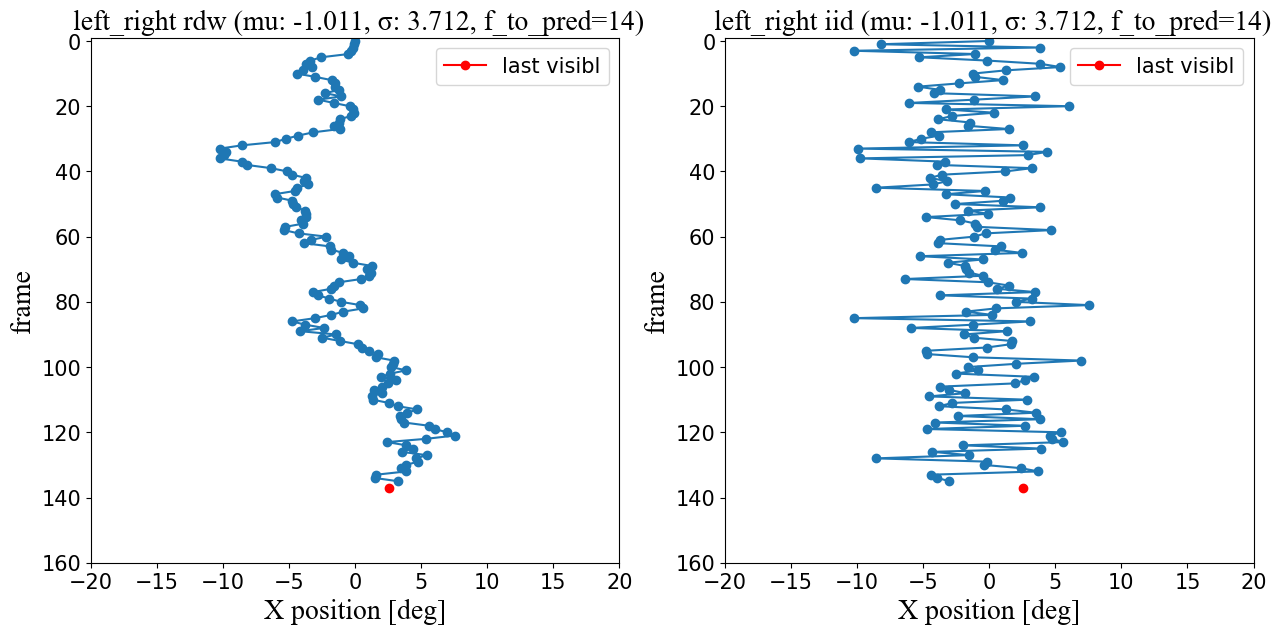 left_right rdw (mu: -1.011, σ: 3.712, f_to_pred=14)
left_right iid (mu: -1.011, σ: 3.712, f_to_pred=14)
last visibl
last visibl
frame
0
20
40
60
80
100
120
140
160
−20 −15 −10 −5 0 5 10 15 20
X position [deg]
frame
0
20
40
60
80
100
120
140
160
−20 −15 −10 −5 0 5 10 15 20
X position [deg]